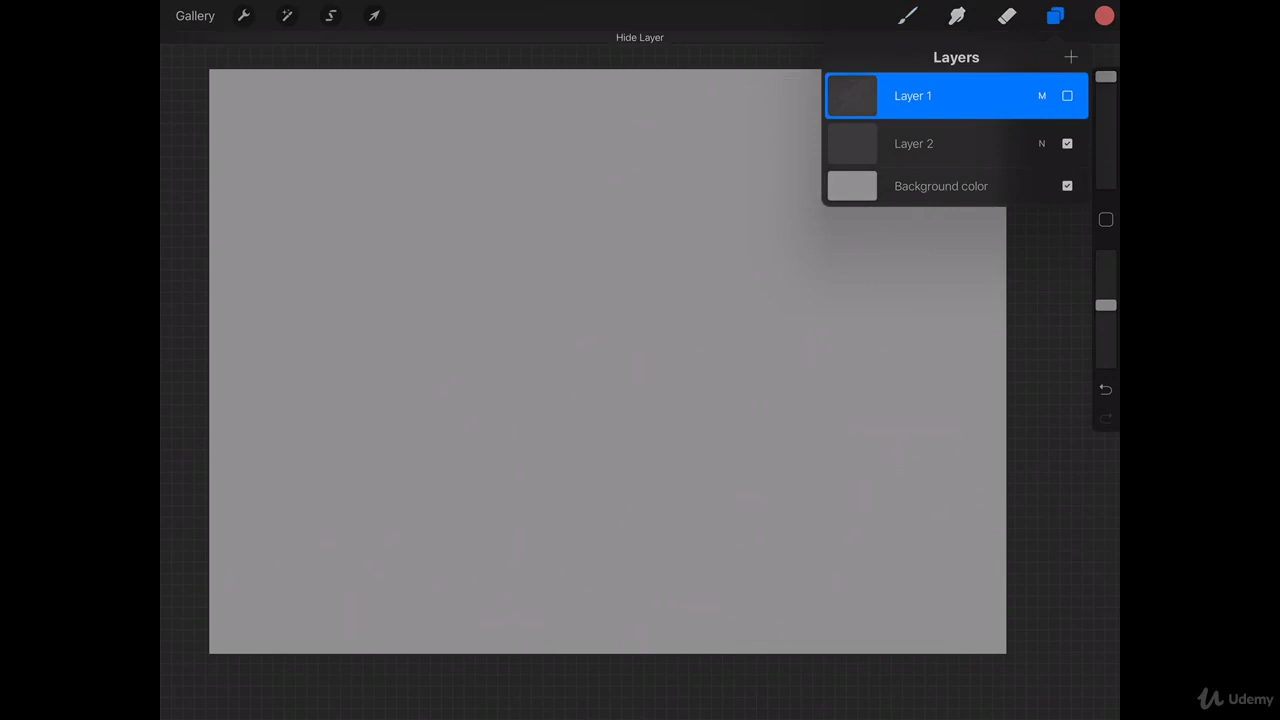 Gallery
Hide Layer
Layers
Layer 1 M
Layer 2 N
Background color
Udemy